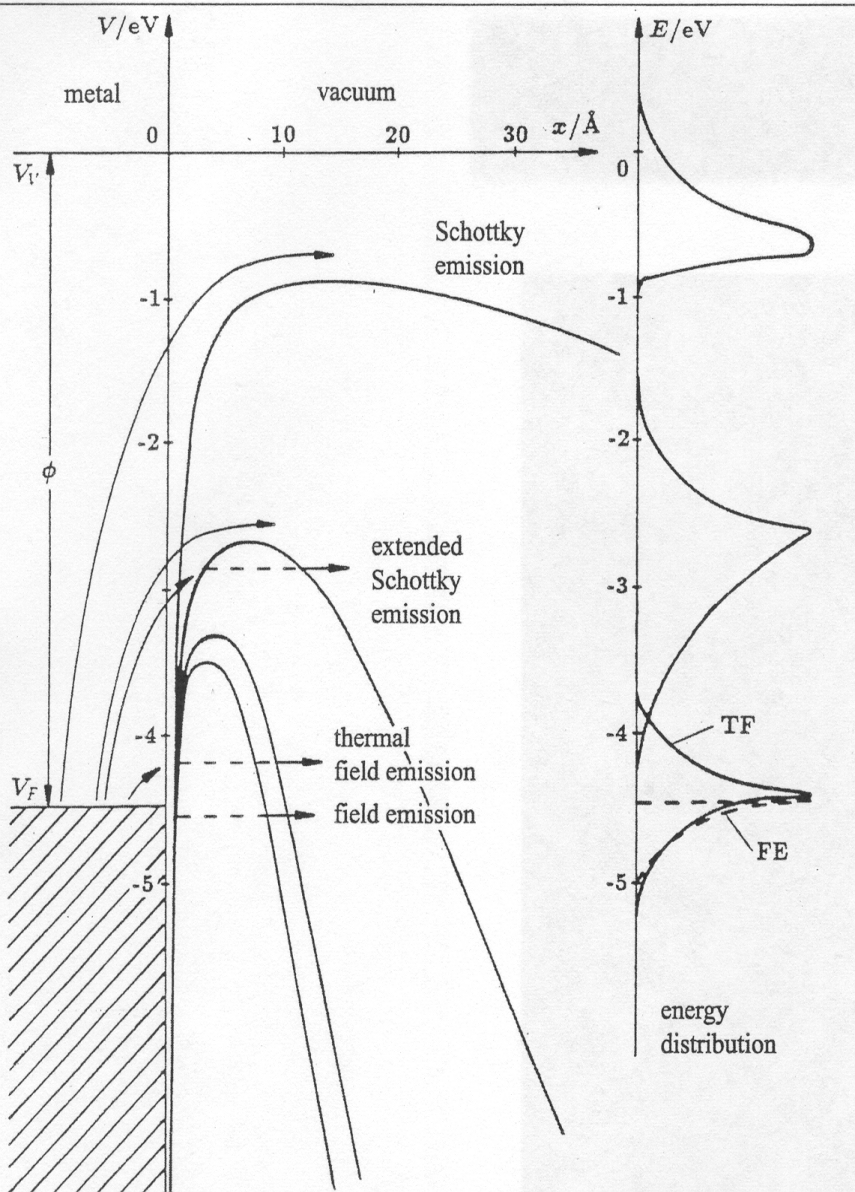 V/eV
E/eV
metal
vacuum
0
10
20
30
x/Å
V_V
0
Schottky
emission
-1
-1
-2
-2
ϕ
extended
Schottky
emission
-3
-4
-4
TF
thermal
field emission
V_F
field emission
FE
-5
-5
energy
distribution